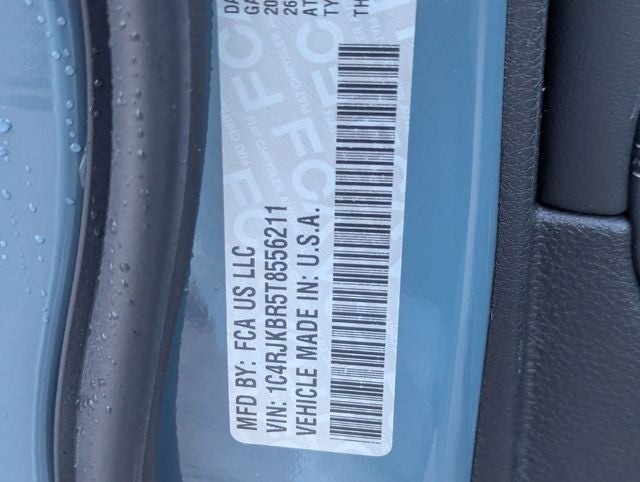 MFD BY: FCA US LLC
VIN: 1C4RJKBR5T8556211
VEHICLE MADE IN: U.S.A.